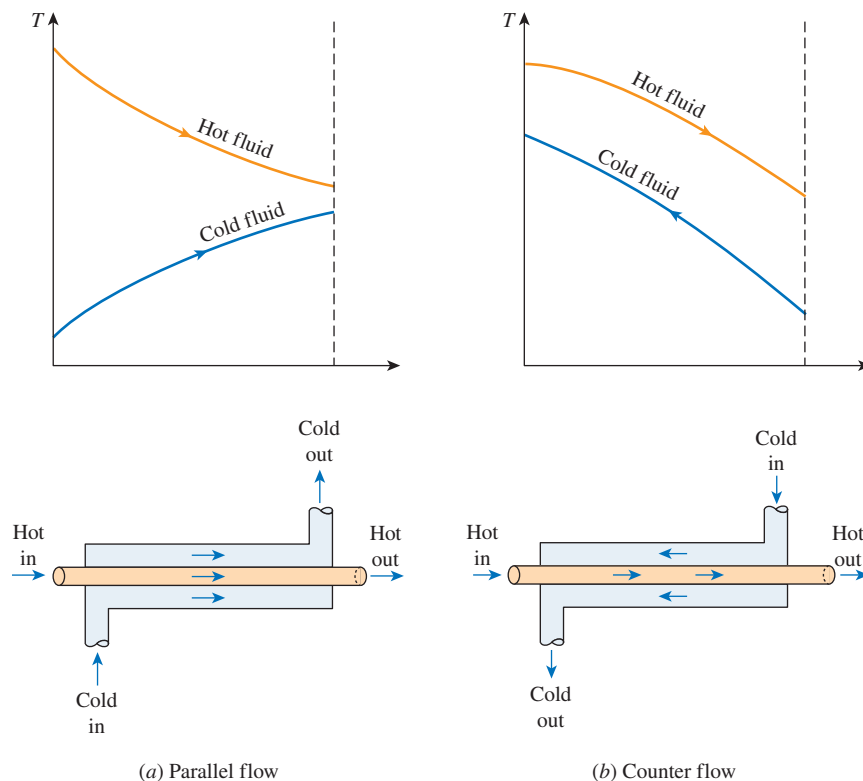 T
Hot fluid
Cold fluid
Cold
out
Hot
in
Hot
out
Cold
in
(a) Parallel flow
T
Hot fluid
Cold fluid
Cold
in
Hot
in
Hot
out
Cold
out
(b) Counter flow